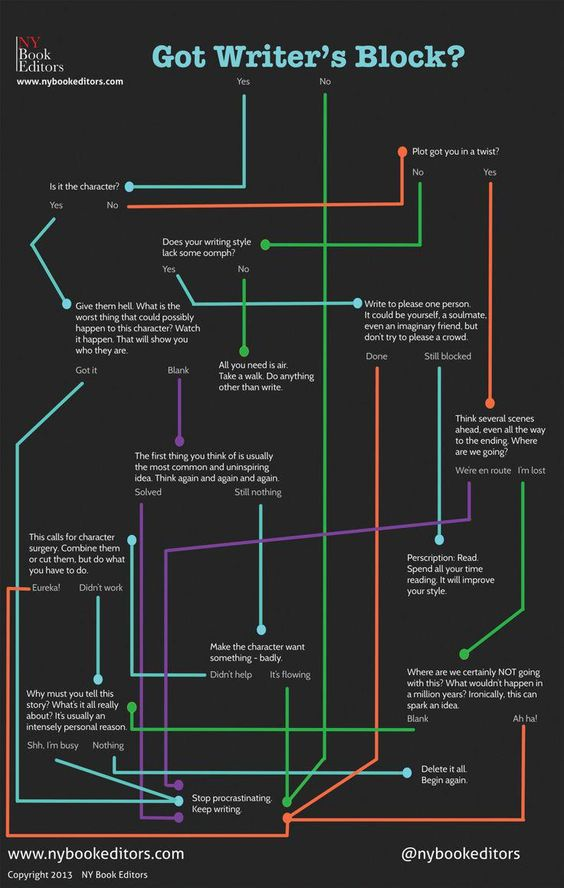 NY
Book
Editors
www.nybookeditors.com
Got Writer's Block?
Yes
No
Plot got you in a twist?
No
Yes
Is it the character?
Yes
No
Does your writing style
lack some oomph?
Yes
No
Give them hell. What is the
worst thing that could possibly
happen to this character? Watch
it happen. That will show you
who they are.
Got it
Blank
Write to please one person.
It could be yourself, a soulmate,
even an imaginary friend, but
don't try to please a crowd.
Done
Still blocked
All you need is air.
Take a walk. Do anything
other than write.
Think several scenes
ahead, even all the way
to the ending. Where
are we going?
We're en route
I'm lost
The first thing you think of is usually
the most common and uninspiring
idea. Think again and again and again.
Solved
Still nothing
This calls for character
surgery. Combine them
or cut them, but do what
you have to do.
Eureka!
Didn't work
Perscription: Read.
Spend all your time
reading. It will improve
your style.
Make the character want
something - badly.
Didn't help
It's flowing
Where are we certainly NOT going
with this? What wouldn't happen in
a million years? Ironically, this can
spark an idea.
Blank
Ah ha!
Why must you tell this
story? What's it all really
about? It's usually an
intensely personal reason.
Shh, I'm busy
Nothing
Delete it all.
Begin again.
Stop procrastinating.
Keep writing.
www.nybookeditors.com
@nybookeditors
Copyright 2013 NY Book Editors